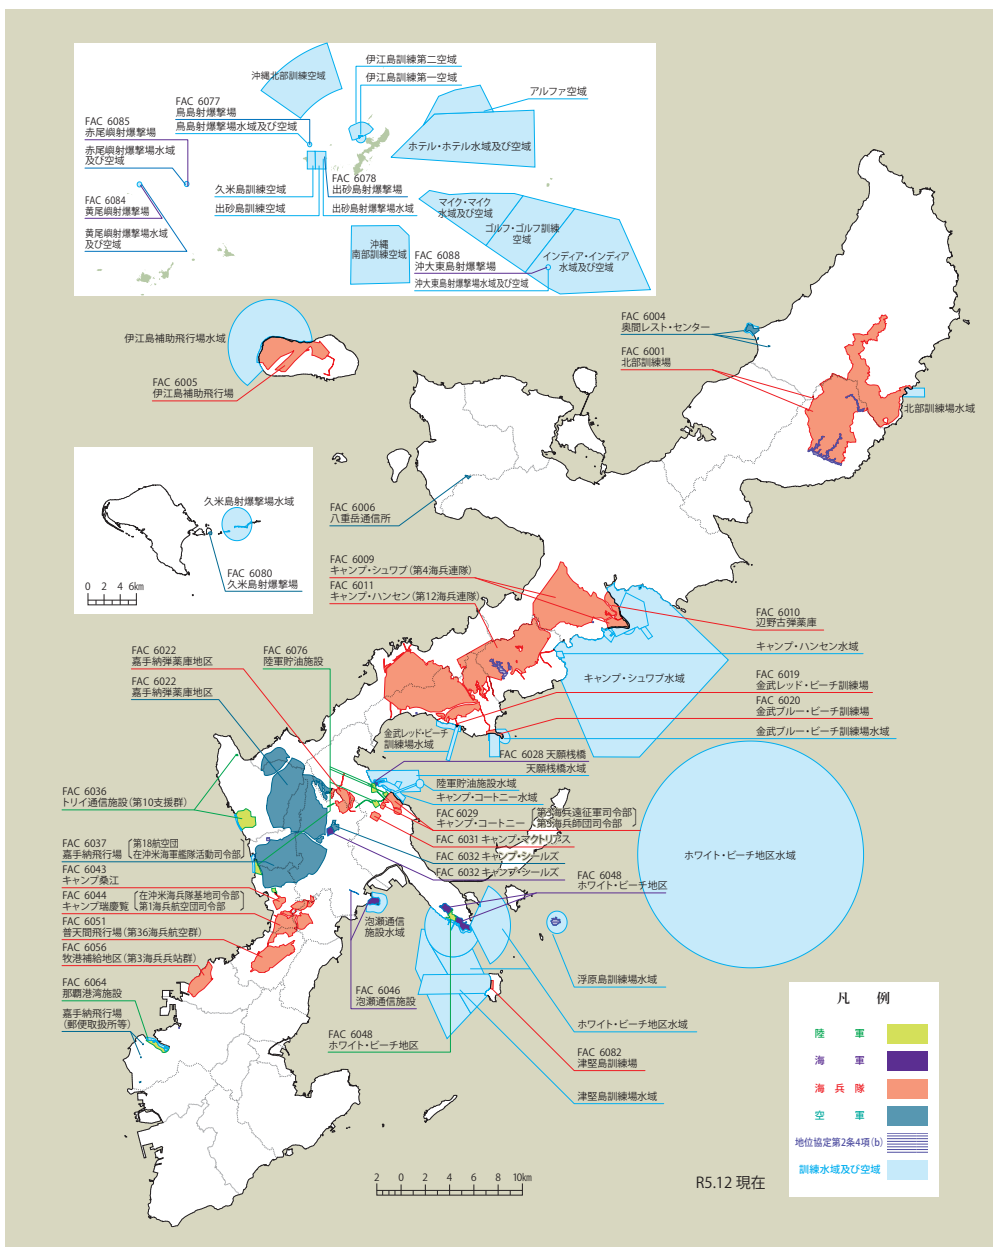 沖縄北部訓練空域
伊江島訓練第二空域
伊江島訓練第一空域
アルファ空域
FAC 6077
鳥島射爆撃場
鳥島射爆撃場水域及び空域
FAC 6085
赤尾嶼射爆撃場
赤尾嶼射爆撃場水域
及び空域
ホテル・ホテル水域及び空域
FAC 6078
出砂島射爆撃場
久米島訓練空域
出砂島訓練空域
出砂島射爆撃場水域
FAC 6084
黄尾嶼射爆撃場
黄尾嶼射爆撃場水域
及び空域
マイク・マイク
水域及び空域
ゴルフ・ゴルフ訓練
空域
インディア・インディア
水域及び空域
沖縄
南部訓練空域
FAC 6088
沖大東島射爆撃場
沖大東島射爆撃場水域及び空域
伊江島補助飛行場水域
FAC 6005
伊江島補助飛行場
FAC 6004
奥間レスト・センター
FAC 6001
北部訓練場
北部訓練場水域
久米島射爆撃場水域
FAC 6080
久米島射爆撃場
0 2 4 6km
FAC 6006
八重岳通信所
FAC 6009
キャンプ・シュワブ（第4海兵連隊）
FAC 6011
キャンプ・ハンセン（第12海兵連隊）
FAC 6010
辺野古弾薬庫
キャンプ・ハンセン水域
キャンプ・シュワブ水域
FAC 6019
金武レッド・ビーチ訓練場
FAC 6020
金武ブルー・ビーチ訓練場
金武ブルー・ビーチ訓練場水域
FAC 6022
嘉手納弾薬庫地区
FAC 6022
嘉手納弾薬庫地区
FAC 6076
陸軍貯油施設
金武レッド・ビーチ
訓練場水域
FAC 6028 天願桟橋
天願桟橋水域
陸軍貯油施設水域
キャンプ・コートニー水域
FAC 6029
キャンプ・コートニー
第3海兵遠征軍司令部
第3海兵師団司令部
FAC 6031 キャンプ・マクトリアス
FAC 6032 キャンプ・シールズ
FAC 6032 キャンプ・シールズ
FAC 6048
ホワイト・ビーチ地区
ホワイト・ビーチ地区水域
FAC 6036
トリイ通信施設（第10支援群）
FAC 6037
嘉手納飛行場
第18航空団
在沖米海軍艦隊活動司令部
FAC 6043
キャンプ桑江
FAC 6044
キャンプ瑞慶覧
在沖米海兵隊基地司令部
第1海兵航空団司令部
FAC 6051
普天間飛行場（第36海兵航空群）
FAC 6056
牧港補給地区（第3海兵兵站群）
FAC 6064
那覇港湾施設
嘉手納飛行場
（郵便取扱所等）
泡瀬通信
施設水域
FAC 6046
泡瀬通信施設
FAC 6048
ホワイト・ビーチ地区
浮原島訓練場水域
ホワイト・ビーチ地区水域
FAC 6082
津堅島訓練場
津堅島訓練場水域
凡 例
陸 軍
海 軍
海 兵 隊
空 軍
地位協定第2条4項(b)
訓練水域及び空域
2 0 2 4 6 8 10km
R5.12 現在